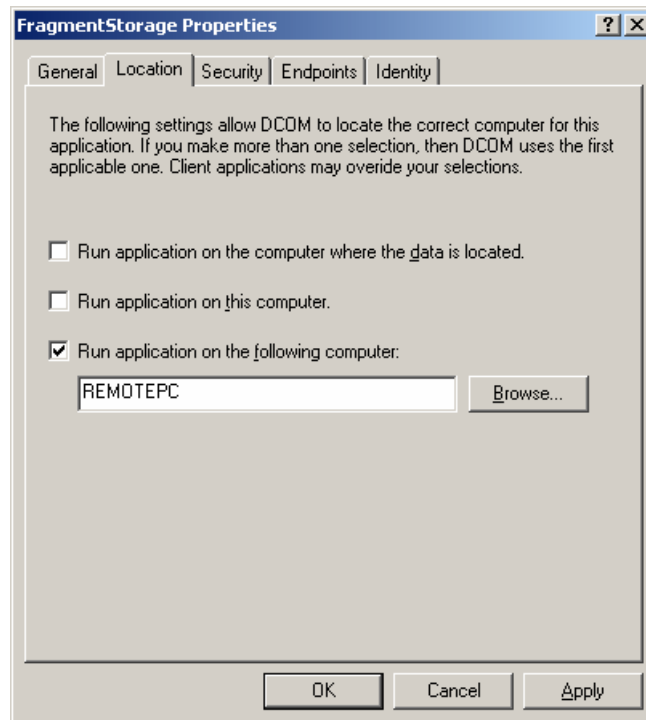 FragmentStorage Properties
General Location Security Endpoints Identity
The following settings allow DCOM to locate the correct computer for this
application. If you make more than one selection, then DCOM uses the first
applicable one. Client applications may overide your selections.
Run application on the computer where the data is located.
Run application on this computer.
Run application on the following computer:
REMOTEPC Browse...
OK Cancel Apply